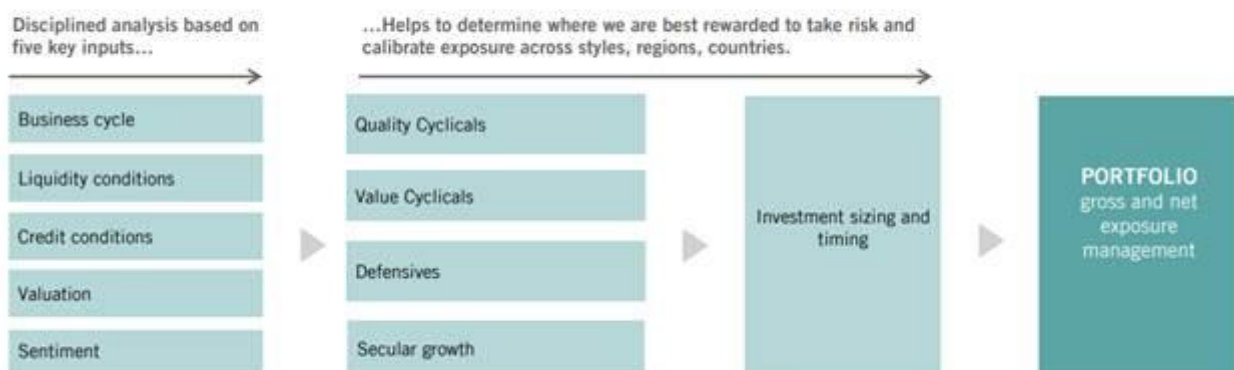 Disciplined analysis based on
five key inputs...
...Helps to determine where we are best rewarded to take risk and
calibrate exposure across styles, regions, countries.
Business cycle
Liquidity conditions
Credit conditions
Valuation
Sentiment
Quality Cyclicals
Value Cyclicals
Defensives
Secular growth
Investment sizing and
timing
PORTFOLIO
gross and net
exposure
management